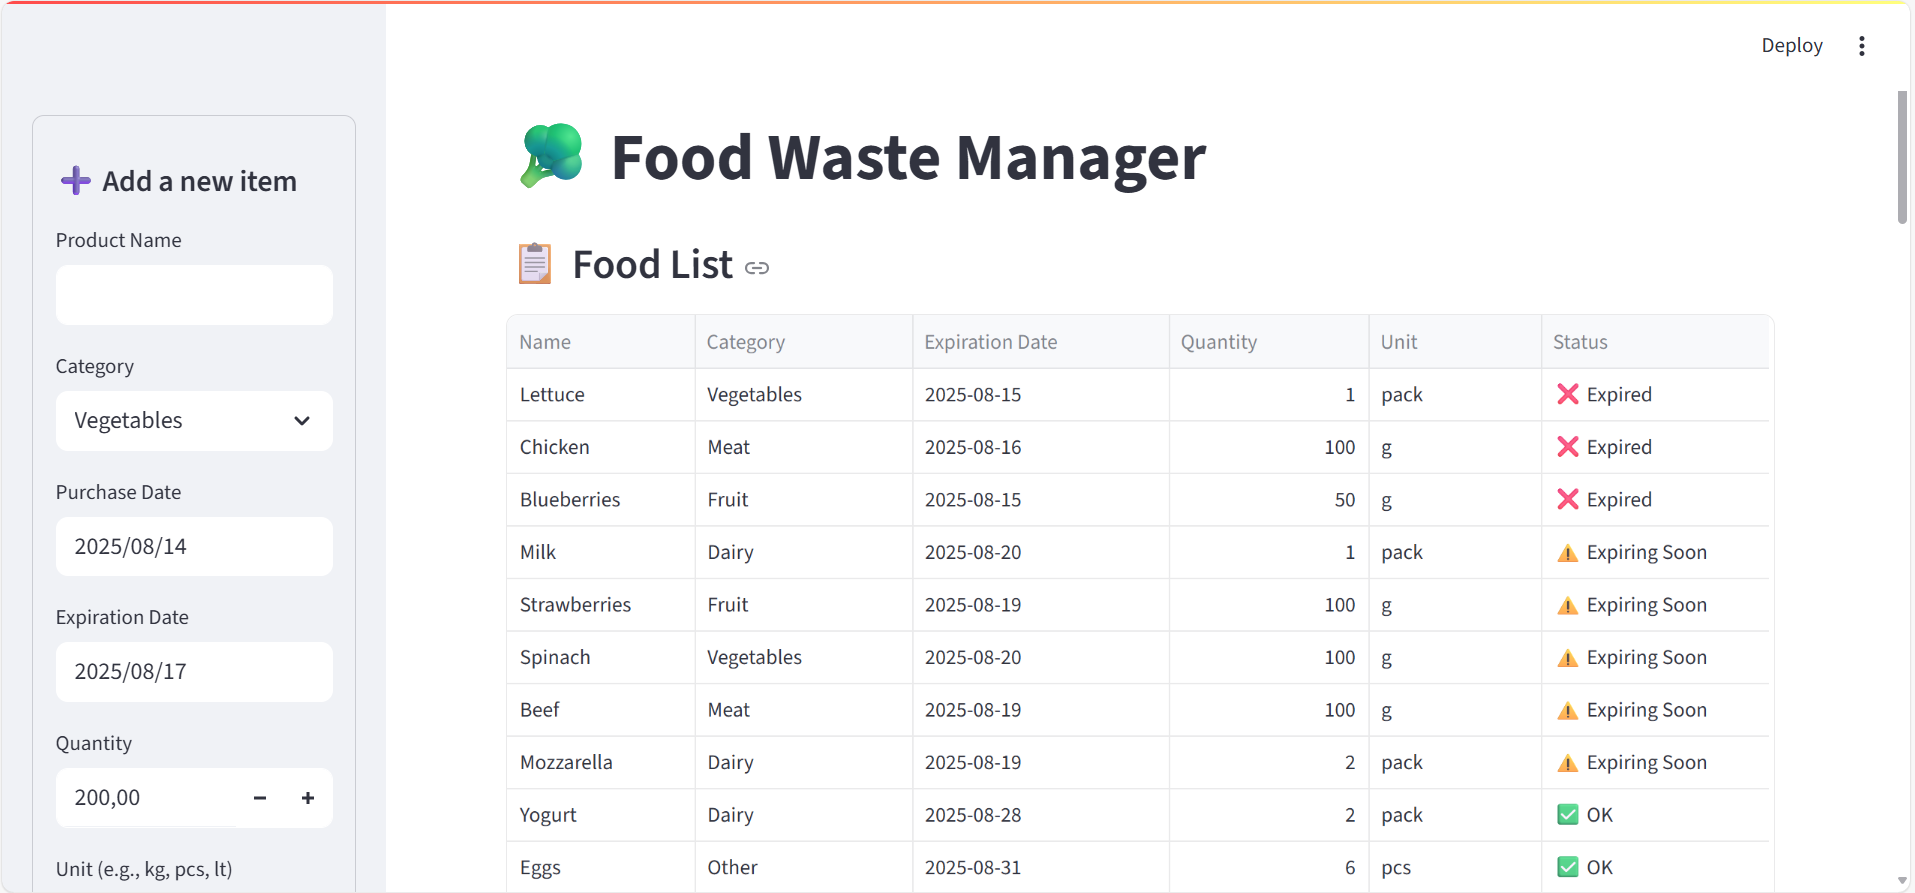 Deploy
Add a new item
Product Name
Category
Vegetables
Purchase Date
2025/08/14
Expiration Date
2025/08/17
Quantity
200,00
Unit (e.g., kg, pcs, lt)
Food Waste Manager
Food List
Name Category Expiration Date Quantity Unit Status
Lettuce Vegetables 2025-08-15 1 pack Expired
Chicken Meat 2025-08-16 100 g Expired
Blueberries Fruit 2025-08-15 50 g Expired
Milk Dairy 2025-08-20 1 pack Expiring Soon
Strawberries Fruit 2025-08-19 100 g Expiring Soon
Spinach Vegetables 2025-08-20 100 g Expiring Soon
Beef Meat 2025-08-19 100 g Expiring Soon
Mozzarella Dairy 2025-08-19 2 pack Expiring Soon
Yogurt Dairy 2025-08-28 2 pack OK
Eggs Other 2025-08-31 6 pcs OK